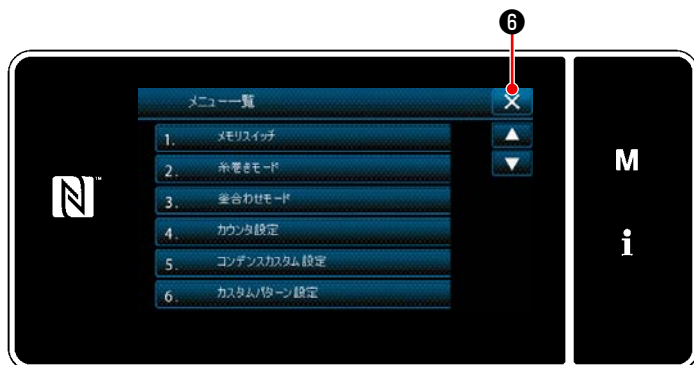 ❻
メニュー一覧
1. メモリスイッチ
2. 糸巻きモード
3. 釜合わせモード
4. カウンタ設定
5. コンデンスカスタム設定
6. カスタムパターン設定
M
i